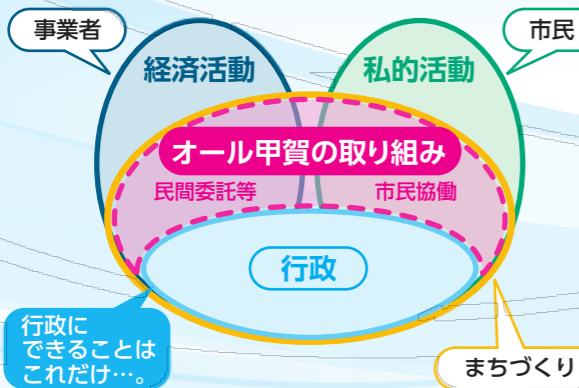 事業者
市民
経済活動
私的活動
オール甲賀の取り組み
民間委託等
市民協働
行政
行政に
できることは
これだけ…。
まちづくり